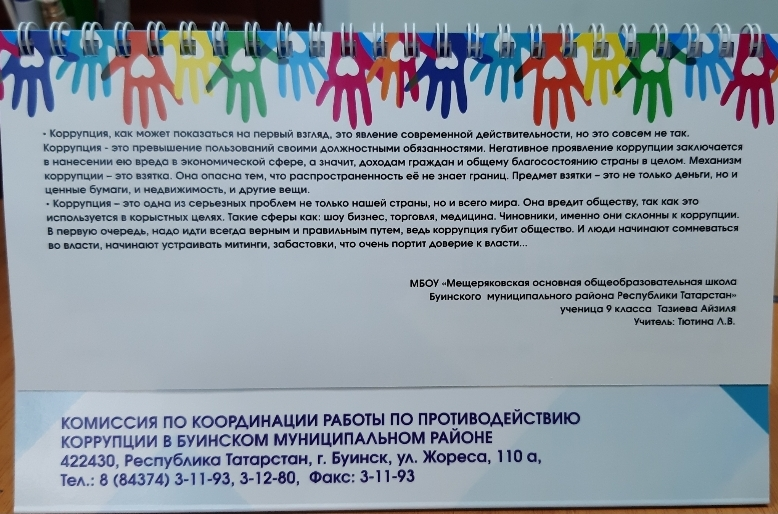 • Коррупция, как может показаться на первый взгляд, это явление современной действительности, но это совсем не так.
Коррупция - это превышение пользований своими должностными обязанностями. Негативное проявление коррупции заключается
в нанесении ею вреда в экономической сфере, а значит, доходам граждан и общему благосостоянию страны в целом. Механизм
коррупции – это взятка. Она опасна тем, что распространенность её не знает границ. Предмет взятки – это не только деньги, но и
ценные бумаги, и недвижимость, и другие вещи.
• Коррупция – это одна из серьезных проблем не только нашей страны, но и всего мира. Она вредит обществу, так как это
используется в корыстных целях. Такие сферы как: шоу бизнес, торговля, медицина. Чиновники, именно они склонны к коррупции.
В первую очередь, надо идти всегда верным и правильным путем, ведь коррупция губит общество. И люди начинают сомневаться
во власти, начинают устраивать митинги, забастовки, что очень портит доверие к власти...
МБОУ «Мещеряковская основная общеобразовательная школа
Буинского муниципального района Республики Татарстан»
ученица 9 класса Тазиева Айзиля
Учитель: Тютина Л.В.
КОМИССИЯ ПО КООРДИНАЦИИ РАБОТЫ ПО ПРОТИВОДЕЙСТВИЮ
КОРРУПЦИИ В БУИНСКОМ МУНИЦИПАЛЬНОМ РАЙОНЕ
422430, Республика Татарстан, г. Буинск, ул. Жореса, 110 а,
Тел.: 8 (84374) 3-11-93, 3-12-80, Факс: 3-11-93